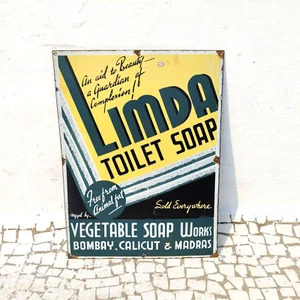 An aid to Beauty.....
a Guardian of
Complexion!
LIMDA
TOILET SOAP
Free from
Animal fat
Sold Everywhere
VEGETABLE SOAP WORKS
BOMBAY, CALICUT & MADRAS